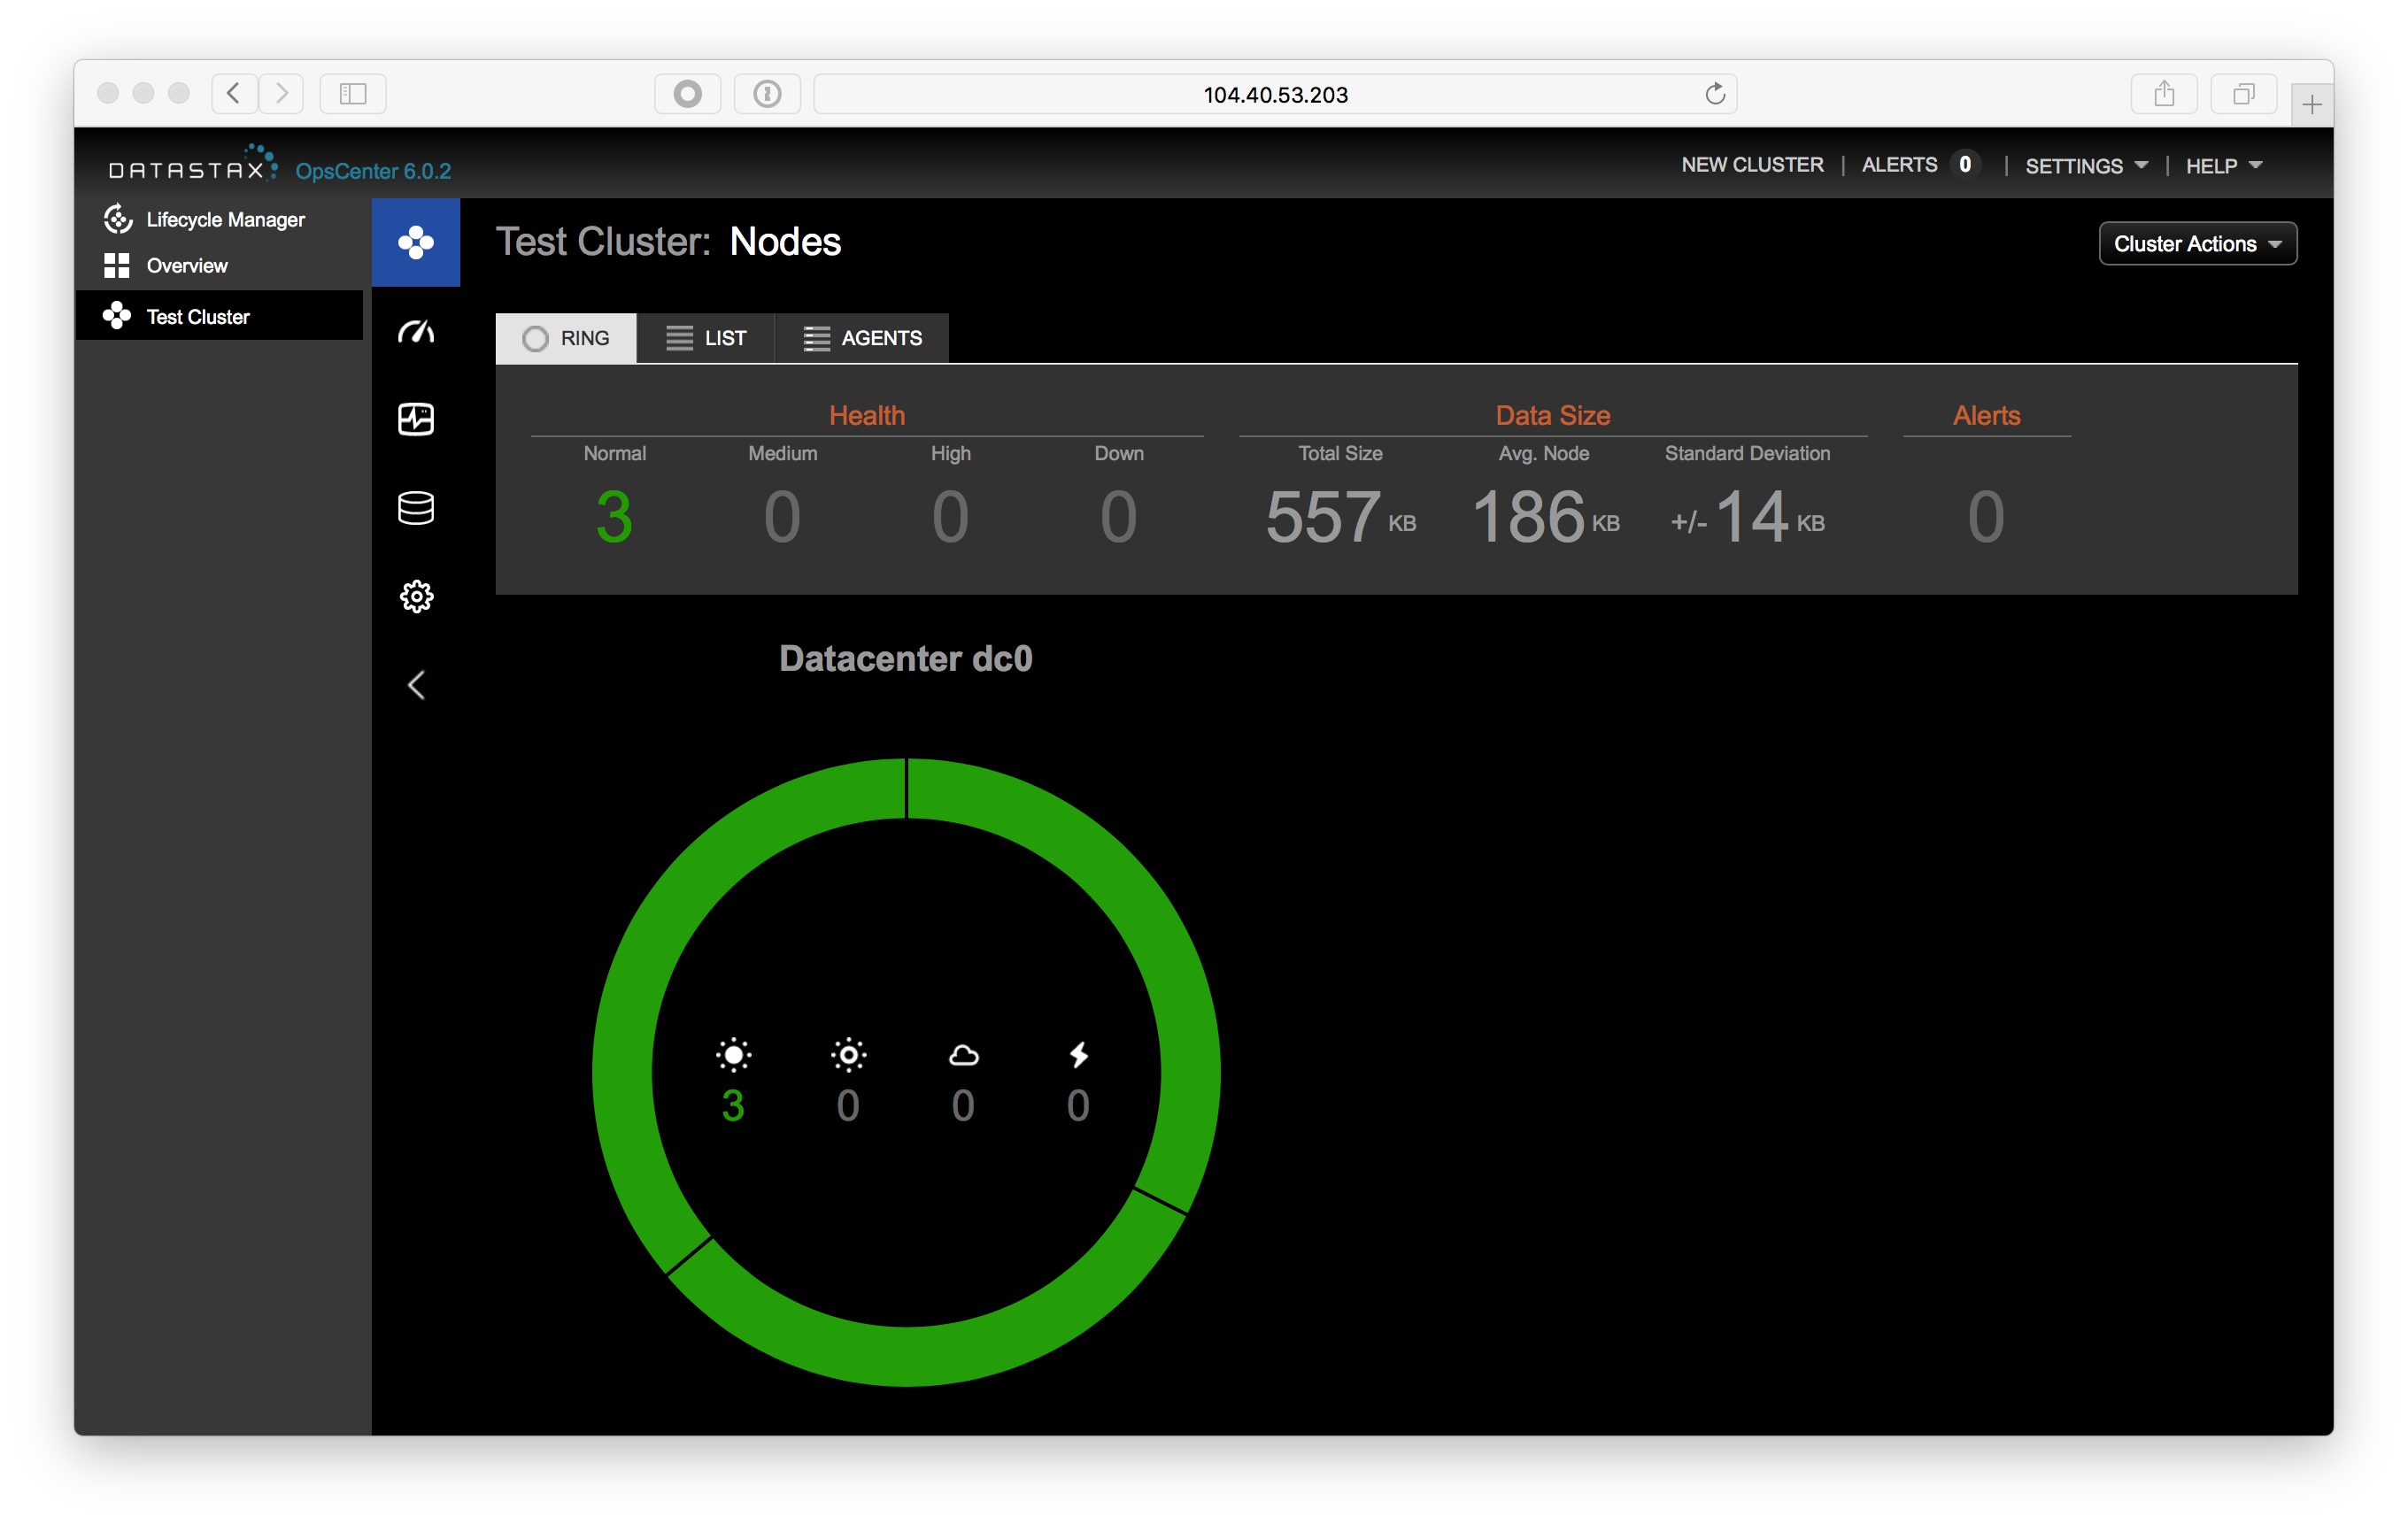 104.40.53.203
DATASTAX OpsCenter 6.0.2
NEW CLUSTER | ALERTS 0 | SETTINGS | HELP
Lifecycle Manager
Overview
Test Cluster
Test Cluster: Nodes
Cluster Actions
RING LIST AGENTS
Health Data Size Alerts
Normal Medium High Down Total Size Avg. Node Standard Deviation
3 0 0 0 557 KB 186 KB +/- 14 KB 0
Datacenter dc0
3 0 0 0